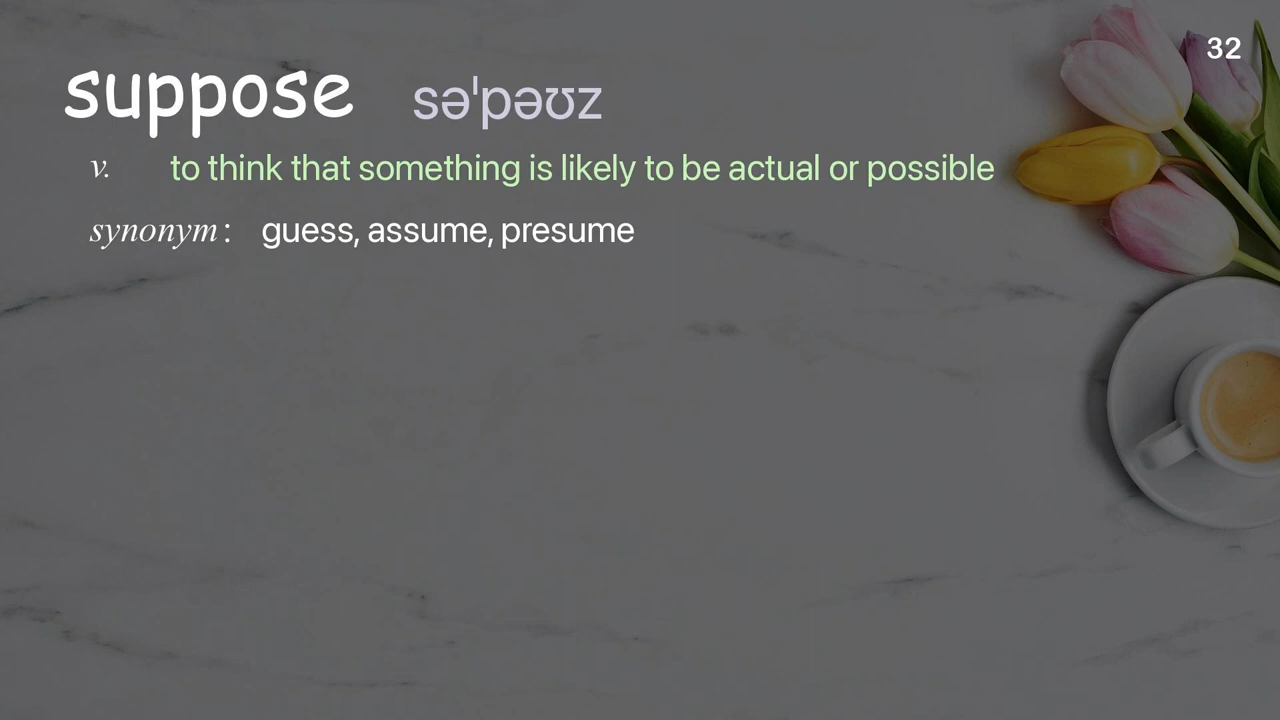 32
suppose səˈpəʊz
v. to think that something is likely to be actual or possible
synonym : guess, assume, presume